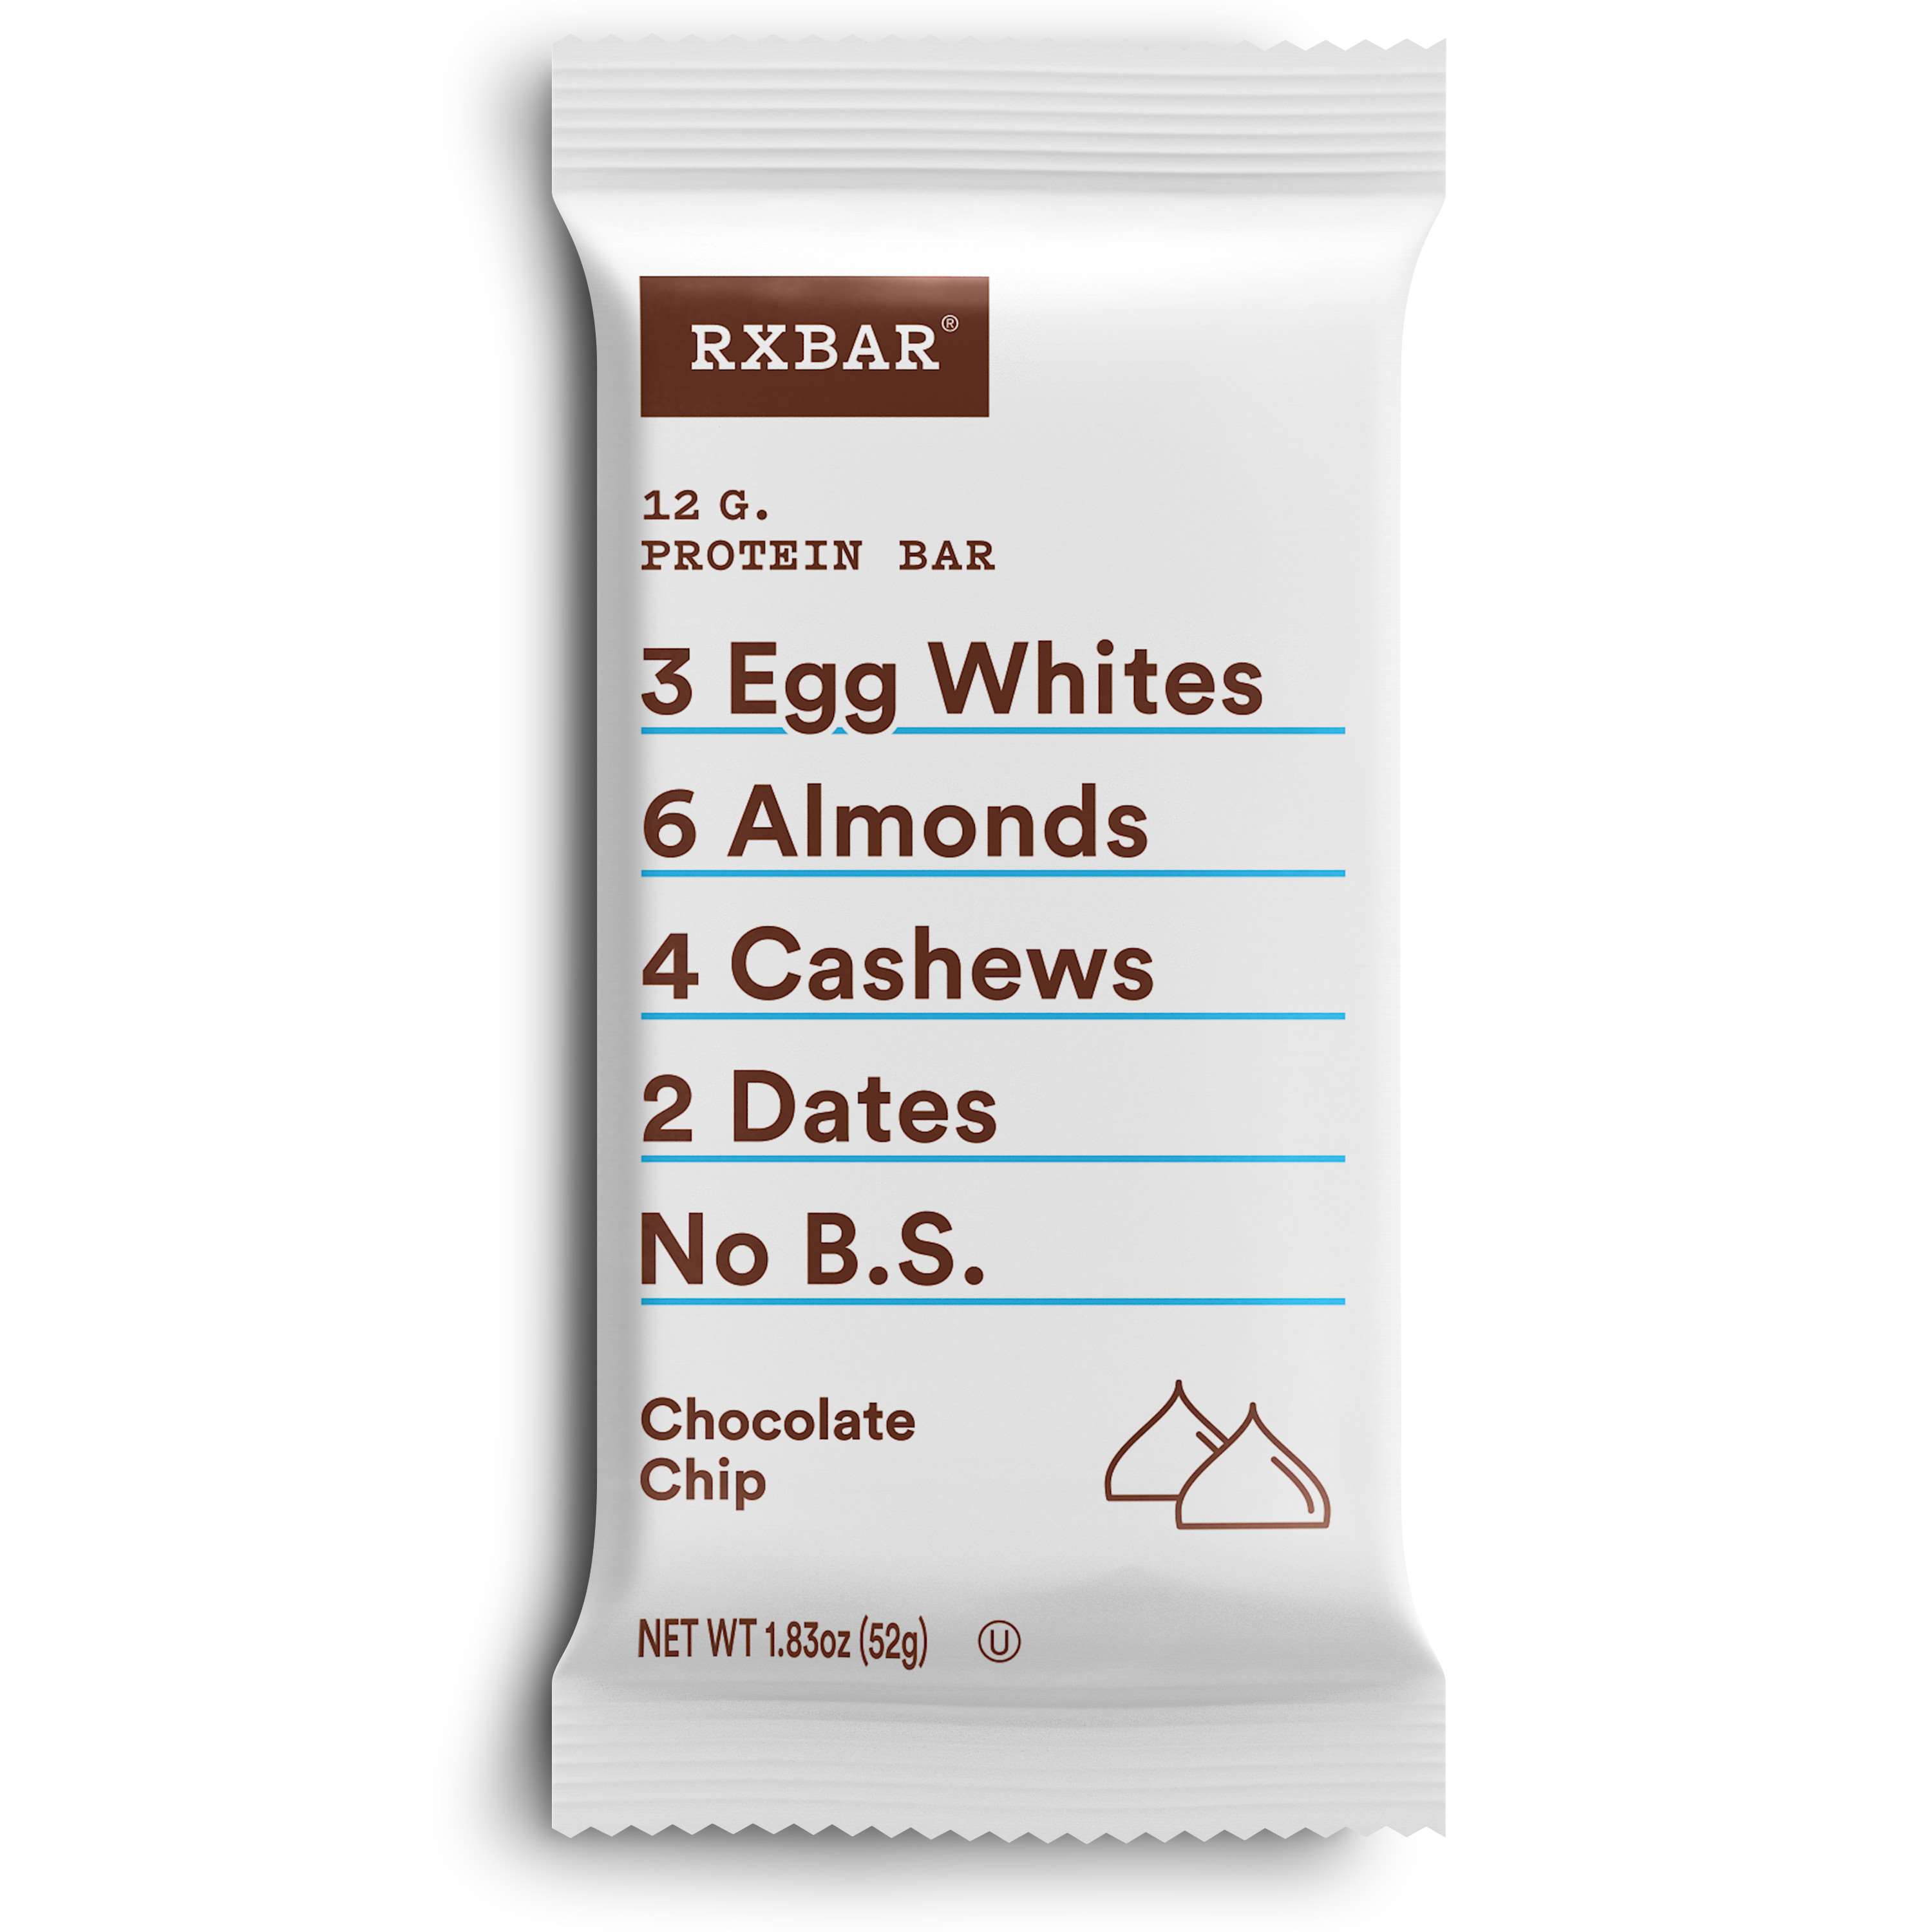 RXBAR®
12 G.
PROTEIN BAR
3 Egg Whites
6 Almonds
4 Cashews
2 Dates
No B.S.
Chocolate
Chip
NET WT 1.83oz (52g) Ⓤ